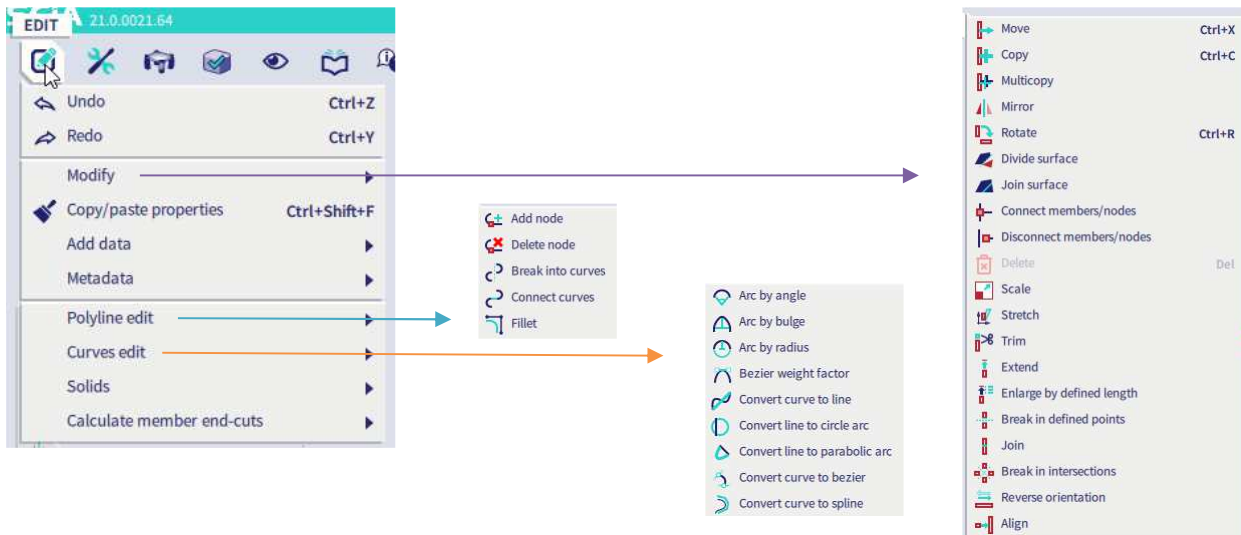 EDIT
21.0.0021.64
Undo Ctrl+Z
Redo Ctrl+Y
Modify
Copy/paste properties Ctrl+Shift+F
Add data
Metadata
Polyline edit
Curves edit
Solids
Calculate member end-cuts
Add node
Delete node
Break into curves
Connect curves
Fillet
Arc by angle
Arc by bulge
Arc by radius
Bezier weight factor
Convert curve to line
Convert line to circle arc
Convert line to parabolic arc
Convert curve to bezier
Convert curve to spline
Move Ctrl+X
Copy Ctrl+C
Multicopy
Mirror
Rotate Ctrl+R
Divide surface
Join surface
Connect members/nodes
Disconnect members/nodes
Delete Del
Scale
Stretch
Trim
Extend
Enlarge by defined length
Break in defined points
Join
Break in intersections
Reverse orientation
Align